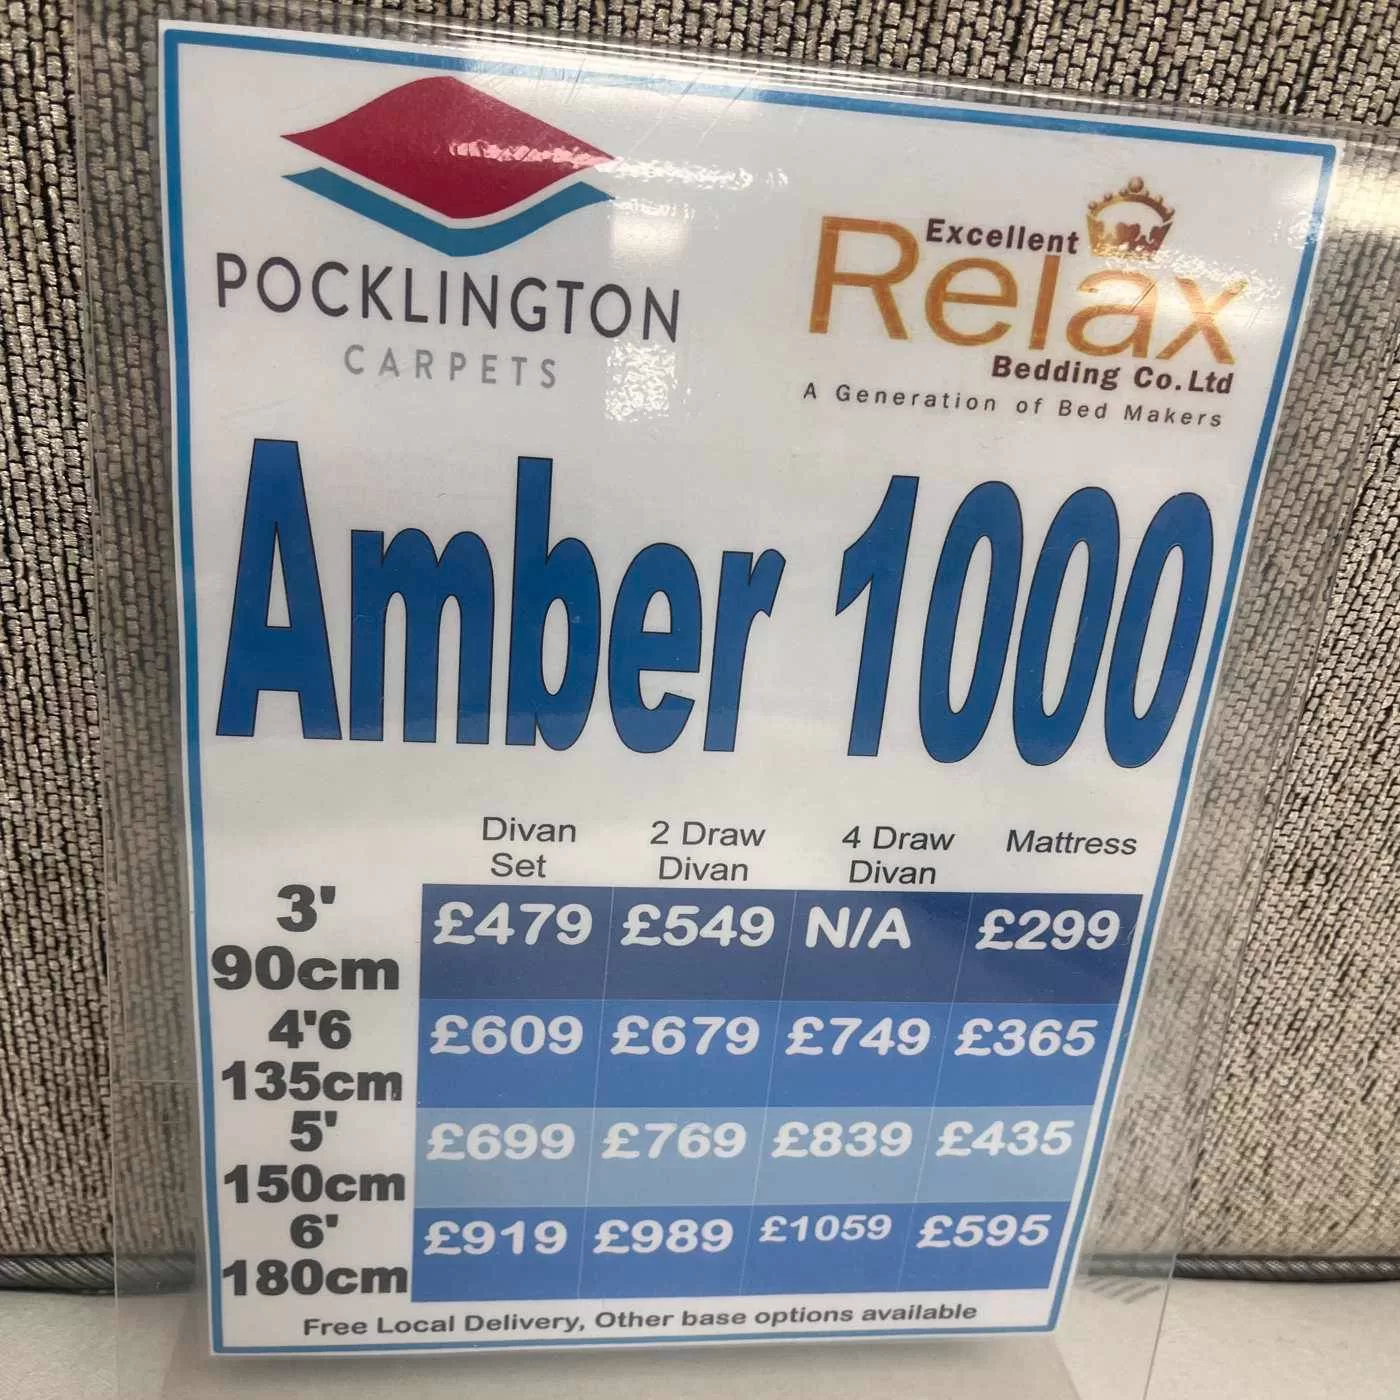 POCKLINGTON
CARPETS
Excellent
Relax
Bedding Co. Ltd
A Generation of Bed Makers
Amber 1000
Divan Set 2 Draw Divan 4 Draw Divan Mattress
3' 90cm £479 £549 N/A £299
4'6 135cm £609 £679 £749 £365
5' 150cm £699 £769 £839 £435
6' 180cm £919 £989 £1059 £595
Free Local Delivery, Other base options available